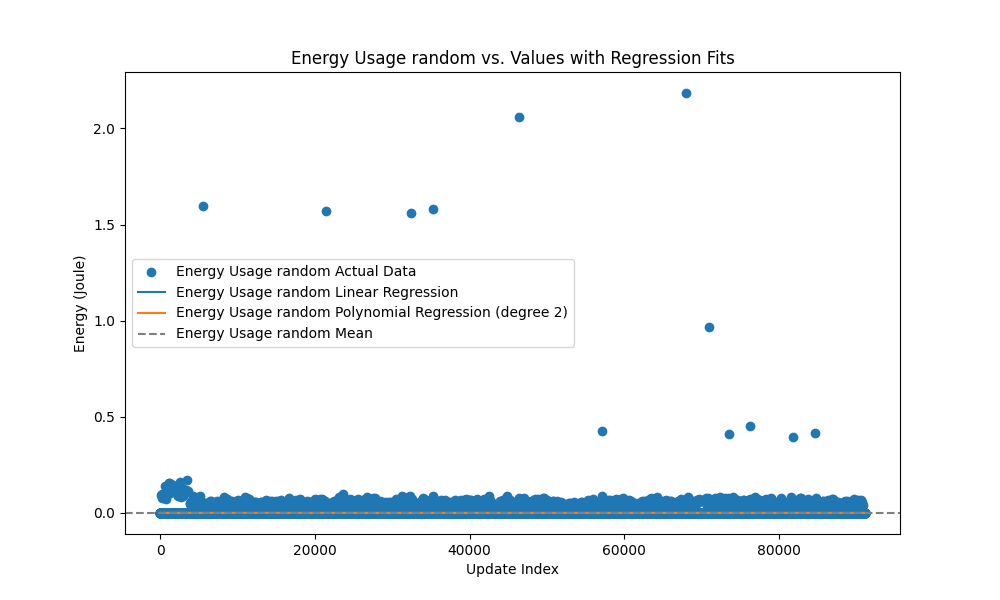 Energy Usage random vs. Values with Regression Fits
2.0
1.5
1.0
0.5
0.0
Energy (Joule)
Energy Usage random Actual Data
Energy Usage random Linear Regression
Energy Usage random Polynomial Regression (degree 2)
Energy Usage random Mean
0 20000 40000 60000 80000
Update Index